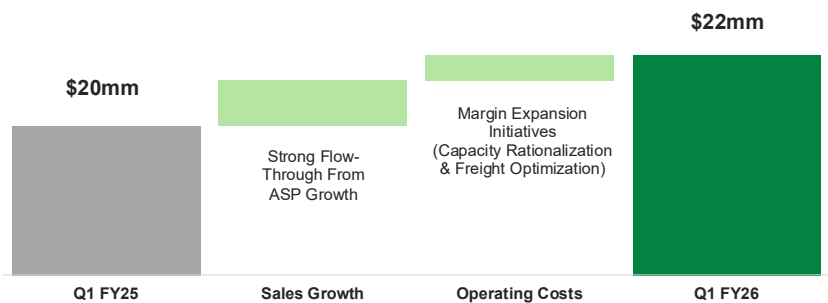 $22mm
$20mm
Strong Flow-
Through From
ASP Growth
Margin Expansion
Initiatives
(Capacity Rationalization
& Freight Optimization)
Q1 FY25
Sales Growth
Operating Costs
Q1 FY26